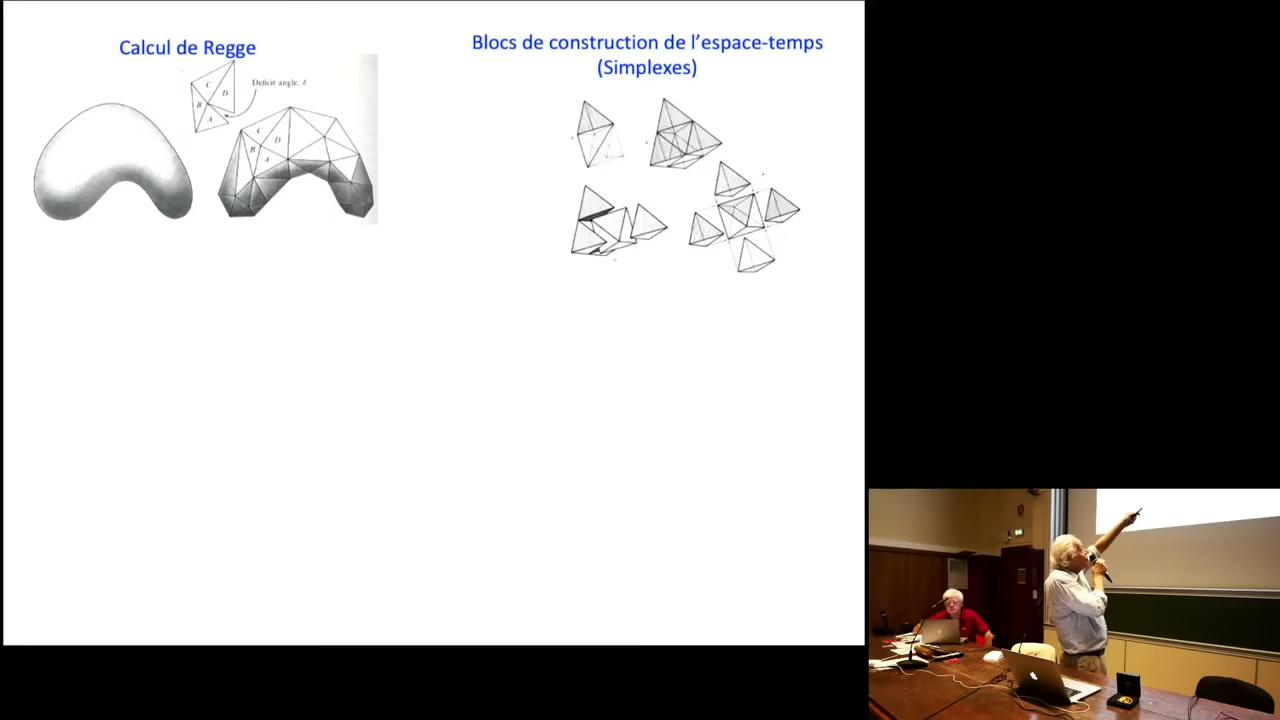 Calcul de Regge
Blocs de construction de l'espace-temps
(Simplexes)
Deficit angle, δ
C
D
B
A
C
D
B
A